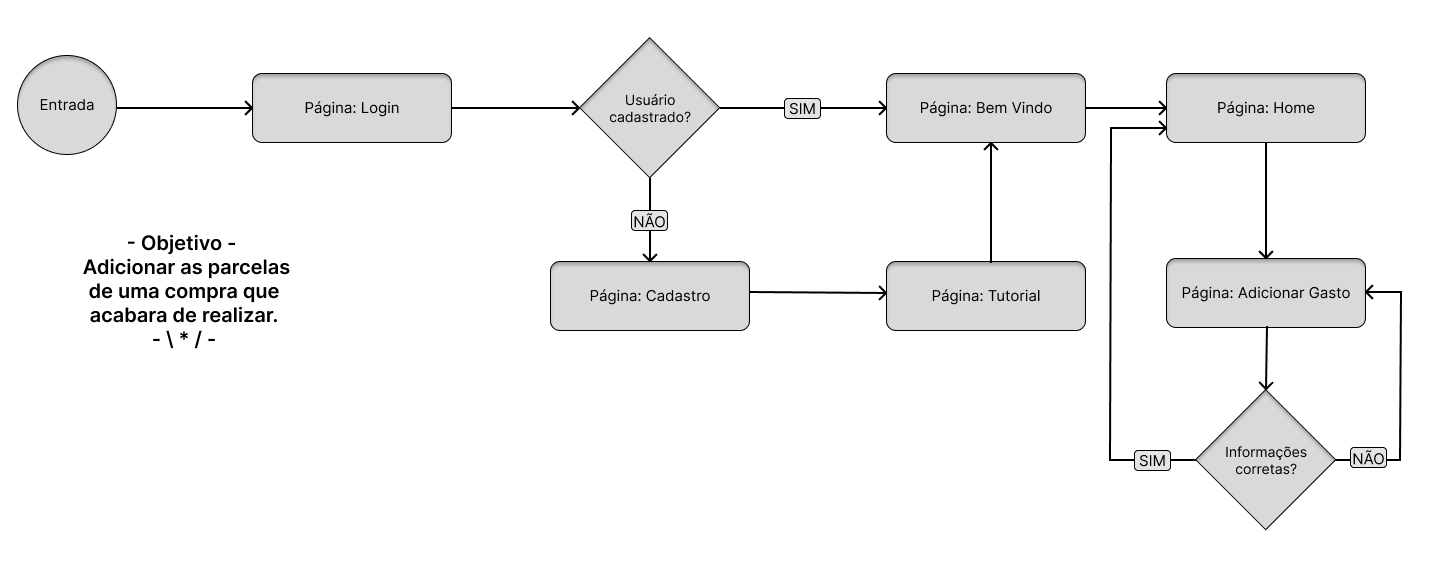 Entrada
Página: Login
Usuário
cadastrado?
SIM
Página: Bem Vindo
Página: Home
NÃO
Página: Cadastro
Página: Tutorial
Página: Adicionar Gasto
- Objetivo -
Adicionar as parcelas
de uma compra que
acabara de realizar.
- \ * / -
SIM
Informações
corretas?
NÃO